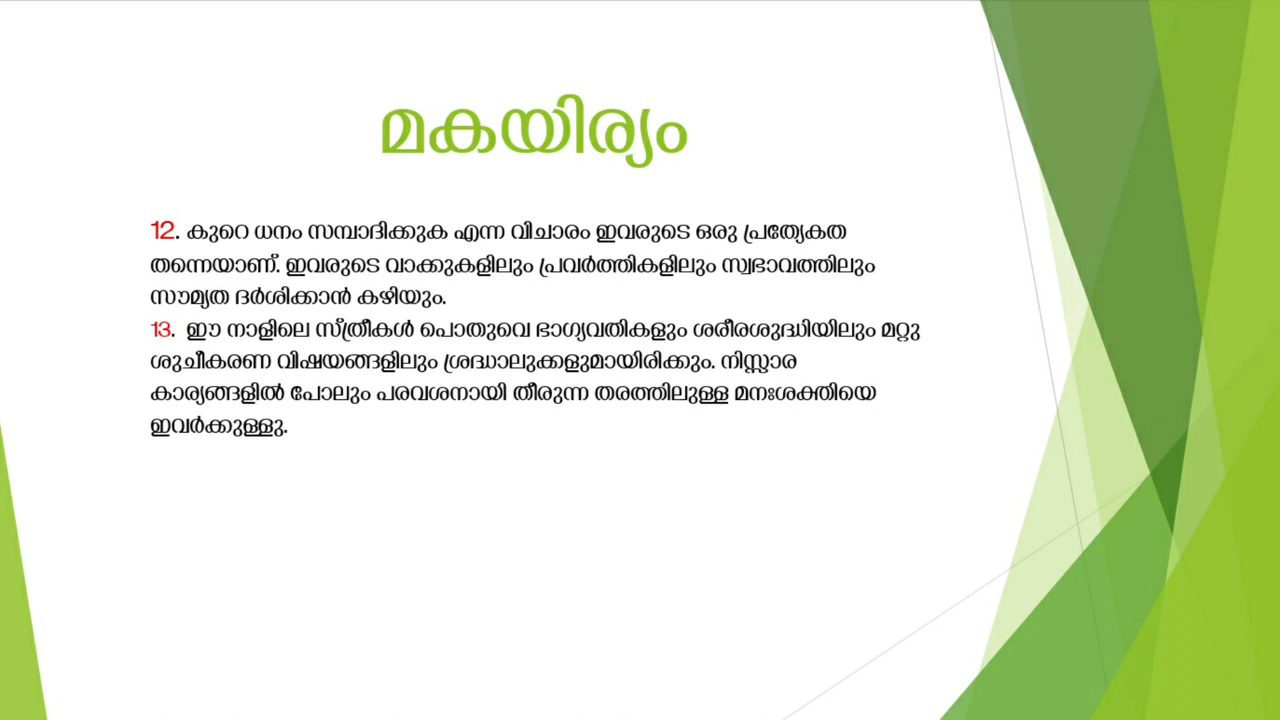 മകയിര്യം
12. കുറെ ധനം സമ്പാദിക്കുക എന്ന വിചാരം ഇവരുടെ ഒരു പ്രത്യേകത
തന്നെയാണ്. ഇവരുടെ വാക്കുകളിലും പ്രവർത്തികളിലും സ്വഭാവത്തിലും
സൗമ്യത ദർശിക്കാൻ കഴിയും.
13. ഈ നാളിലെ സ്ത്രീകൾ പൊതുവെ ഭാഗ്യവതികളും ശരീരശുദ്ധിയിലും മറ്റു
ശുചീകരണ വിഷയങ്ങളിലും ശ്രദ്ധാലുക്കളുമായിരിക്കും. നിസ്സാര
കാര്യങ്ങളിൽ പോലും പരവശനായി തീരുന്ന തരത്തിലുള്ള മനഃശക്തിയെ
ഇവർക്കുള്ളു.